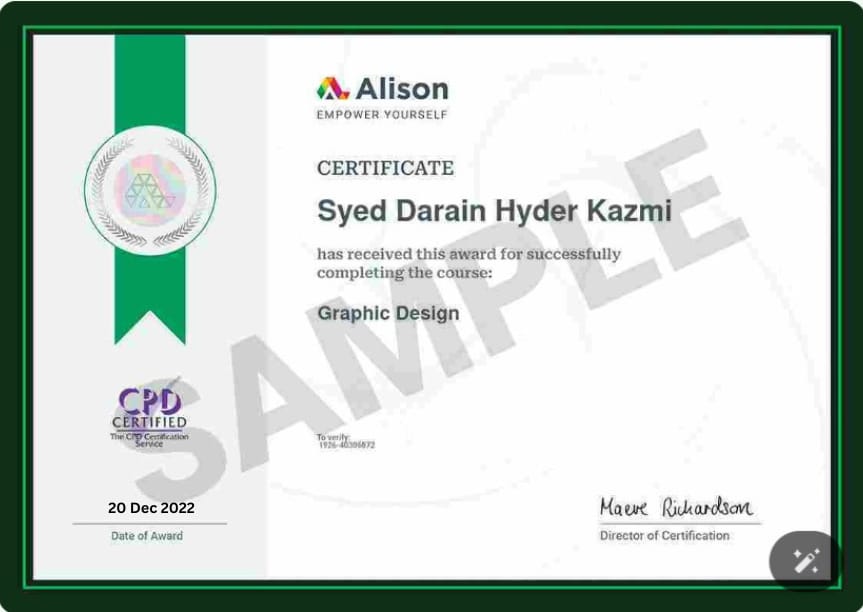 Alison
EMPOWER YOURSELF
CERTIFICATE
Syed Darain Hyder Kazmi
has received this award for successfully
completing the course:
Graphic Design
SAMPLE
CPD
CERTIFIED
The CPD Certification
Service
To verify:
1926-40386872
20 Dec 2022
Date of Award
Maeve Richardson
Director of Certification